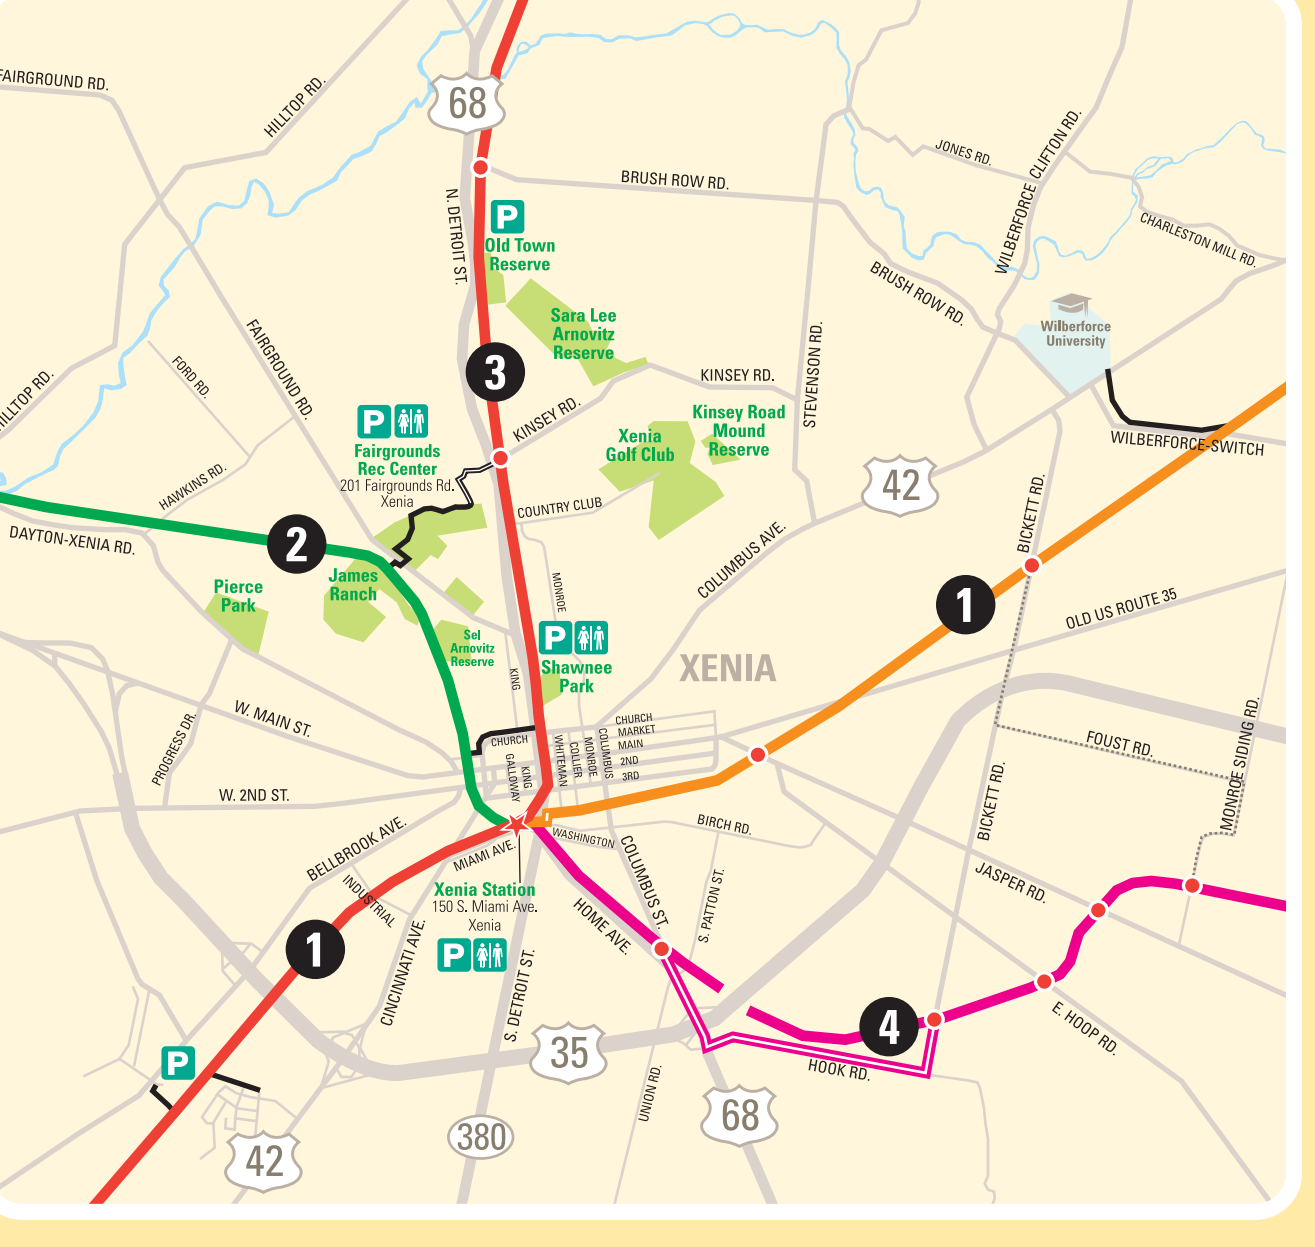 FAIRGROUND RD.
HILLTOP RD.
68
JONES RD.
WILBERFORCE CLIFTON RD.
BRUSH ROW RD.
N. DETROIT ST.
P
Old Town
Reserve
CHARLESTON MILL RD.
BRUSH ROW RD.
Sara Lee
Arnovitz
Reserve
Wilberforce
University
FAIRGROUND RD.
FORD RD.
HILLTOP RD.
3
STEVENSON RD.
KINSEY RD.
KINSEY RD.
P
Fairgrounds
Rec Center
201 Fairgrounds Rd.
Xenia
Xenia
Golf Club
Kinsey Road
Mound
Reserve
WILBERFORCE-SWITCH
HAWKINS RD.
42
BICKETT RD.
COUNTRY CLUB
DAYTON-XENIA RD.
2
COLUMBUS AVE.
Pierce
Park
James
Ranch
MONROE
1
OLD US ROUTE 35
Sel
Arnovitz
Reserve
P
Shawnee
Park
XENIA
KING
W. MAIN ST.
PROGRESS DR.
CHURCH
CHURCH
MARKET
MAIN
2ND
3RD
WHITEMAN
COLLIER
MONROE
COLUMBUS
GALLOWAY
KING
FOUST RD.
MONROE SIDING RD.
W. 2ND ST.
BICKETT RD.
BELLBROOK AVE.
MIAMI AVE.
WASHINGTON
BIRCH RD.
COLUMBUS ST.
S. PATTON ST.
JASPER RD.
INDUSTRIAL
Xenia Station
150 S. Miami Ave.
Xenia
P
HOME AVE.
1
CINCINNATI AVE.
S. DETROIT ST.
4
E. HOOP RD.
P
35
HOOK RD.
UNION RD.
68
380
42